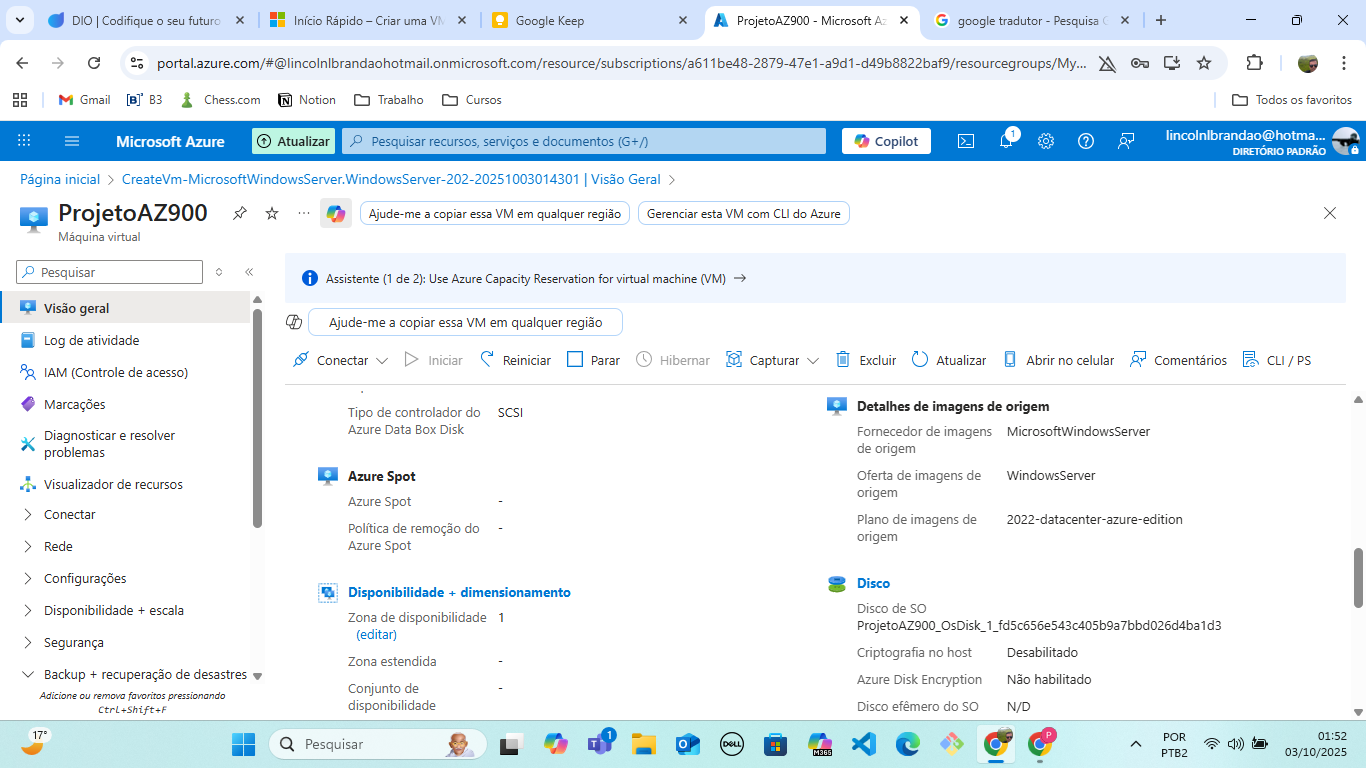 DIO | Codifique o seu futuro
Início Rápido – Criar uma VM
Google Keep
ProjetoAZ900 - Microsoft Az
google tradutor - Pesquisa G
portal.azure.com/#@lincolnlbrandaohotmail.onmicrosoft.com/resource/subscriptions/a611be48-2879-47e1-a9d1-d49b8822baf9/resourcegroups/My...
Gmail
B3
Chess.com
Notion
Trabalho
Cursos
Todos os favoritos
Microsoft Azure
Atualizar
Pesquisar recursos, serviços e documentos (G+/)
Copilot
1
lincolnlbrandao@hotma...
DIRETÓRIO PADRÃO
Página inicial > CreateVm-MicrosoftWindowsServer.WindowsServer-202-20251003014301 | Visão Geral >
ProjetoAZ900
Máquina virtual
Ajude-me a copiar essa VM em qualquer região
Gerenciar esta VM com CLI do Azure
Pesquisar
Visão geral
Log de atividade
IAM (Controle de acesso)
Marcações
Diagnosticar e resolver
problemas
Visualizador de recursos
Conectar
Rede
Configurações
Disponibilidade + escala
Segurança
Backup + recuperação de desastres
Adicione ou remova favoritos pressionando
Ctrl+Shift+F
Assistente (1 de 2): Use Azure Capacity Reservation for virtual machine (VM) →
Ajude-me a copiar essa VM em qualquer região
Conectar
Iniciar
Reiniciar
Parar
Hibernar
Capturar
Excluir
Atualizar
Abrir no celular
Comentários
CLI / PS
Tipo de controlador do SCSI
Azure Data Box Disk
Azure Spot
Azure Spot -
Política de remoção do -
Azure Spot
Disponibilidade + dimensionamento
Zona de disponibilidade 1
(editar)
Zona estendida -
Conjunto de -
disponibilidade
Detalhes de imagens de origem
Fornecedor de imagens MicrosoftWindowsServer
de origem
Oferta de imagens de WindowsServer
origem
Plano de imagens de 2022-datacenter-azure-edition
origem
Disco
Disco de SO
ProjetoAZ900_OsDisk_1_fd5c656e543c405b9a7bbd026d4ba1d3
Criptografia no host Desabilitado
Azure Disk Encryption Não habilitado
Disco efêmero do SO N/D
17°
Pesquisar
1
DELL
M365
P
POR
PTB2
01:52
03/10/2025